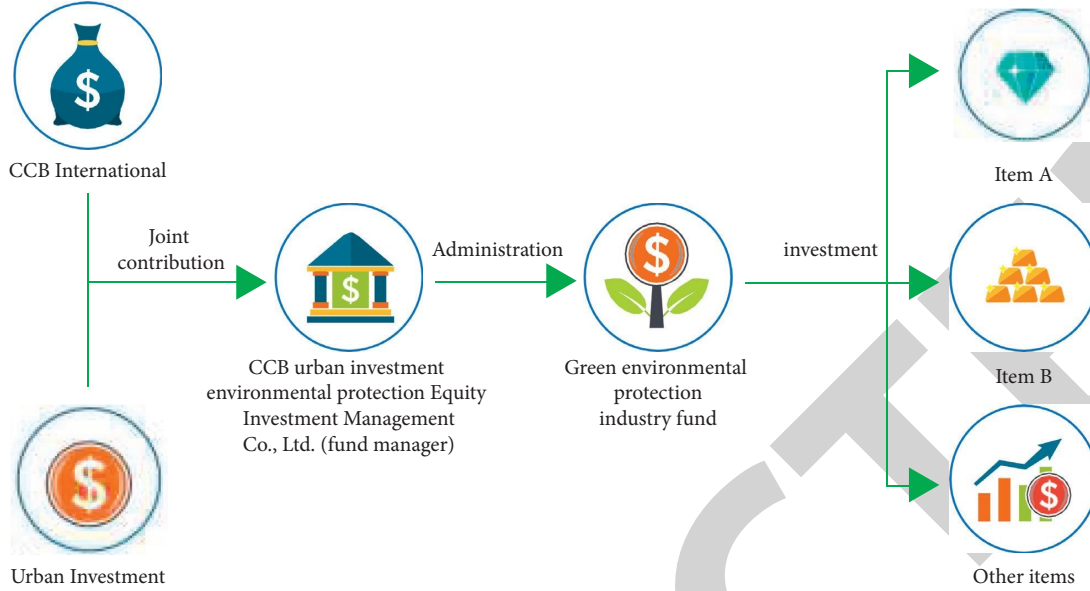 CCB International
Joint
contribution
Urban Investment
$
CCB urban investment
environmental protection Equity
Investment Management
Co., Ltd. (fund manager)
Administration
$
Green environmental
protection
industry fund
investment
Item A
Item B
$
Other items
$
$